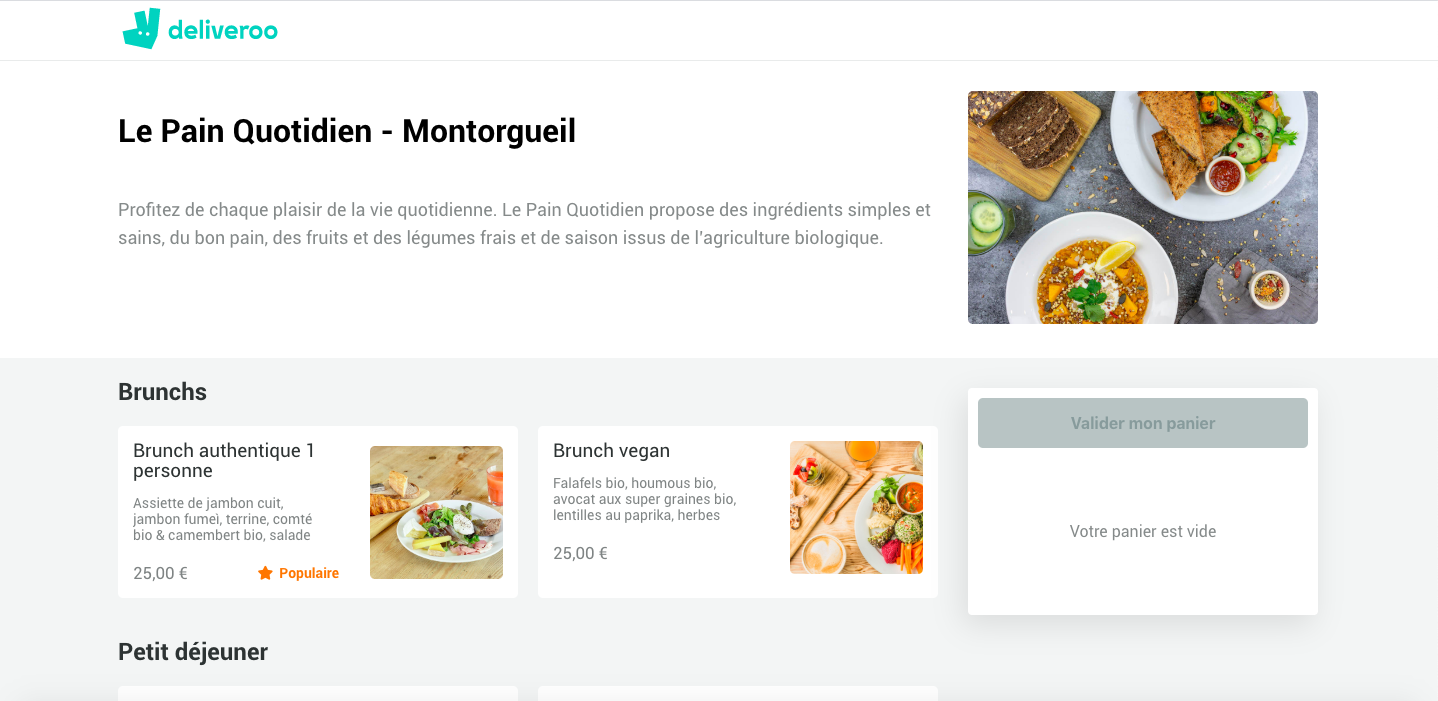 deliveroo
Le Pain Quotidien - Montorgueil
Profitez de chaque plaisir de la vie quotidienne. Le Pain Quotidien propose des ingrédients simples et
sains, du bon pain, des fruits et des légumes frais et de saison issus de l'agriculture biologique.
Brunchs
Brunch authentique 1
personne
Assiette de jambon cuit,
jambon fumeì, terrine, comté
bio & camembert bio, salade
25,00 €
Populaire
Brunch vegan
Falafels bio, houmous bio,
avocat aux super graines bio,
lentilles au paprika, herbes
25,00 €
Valider mon panier
Votre panier est vide
Petit déjeuner